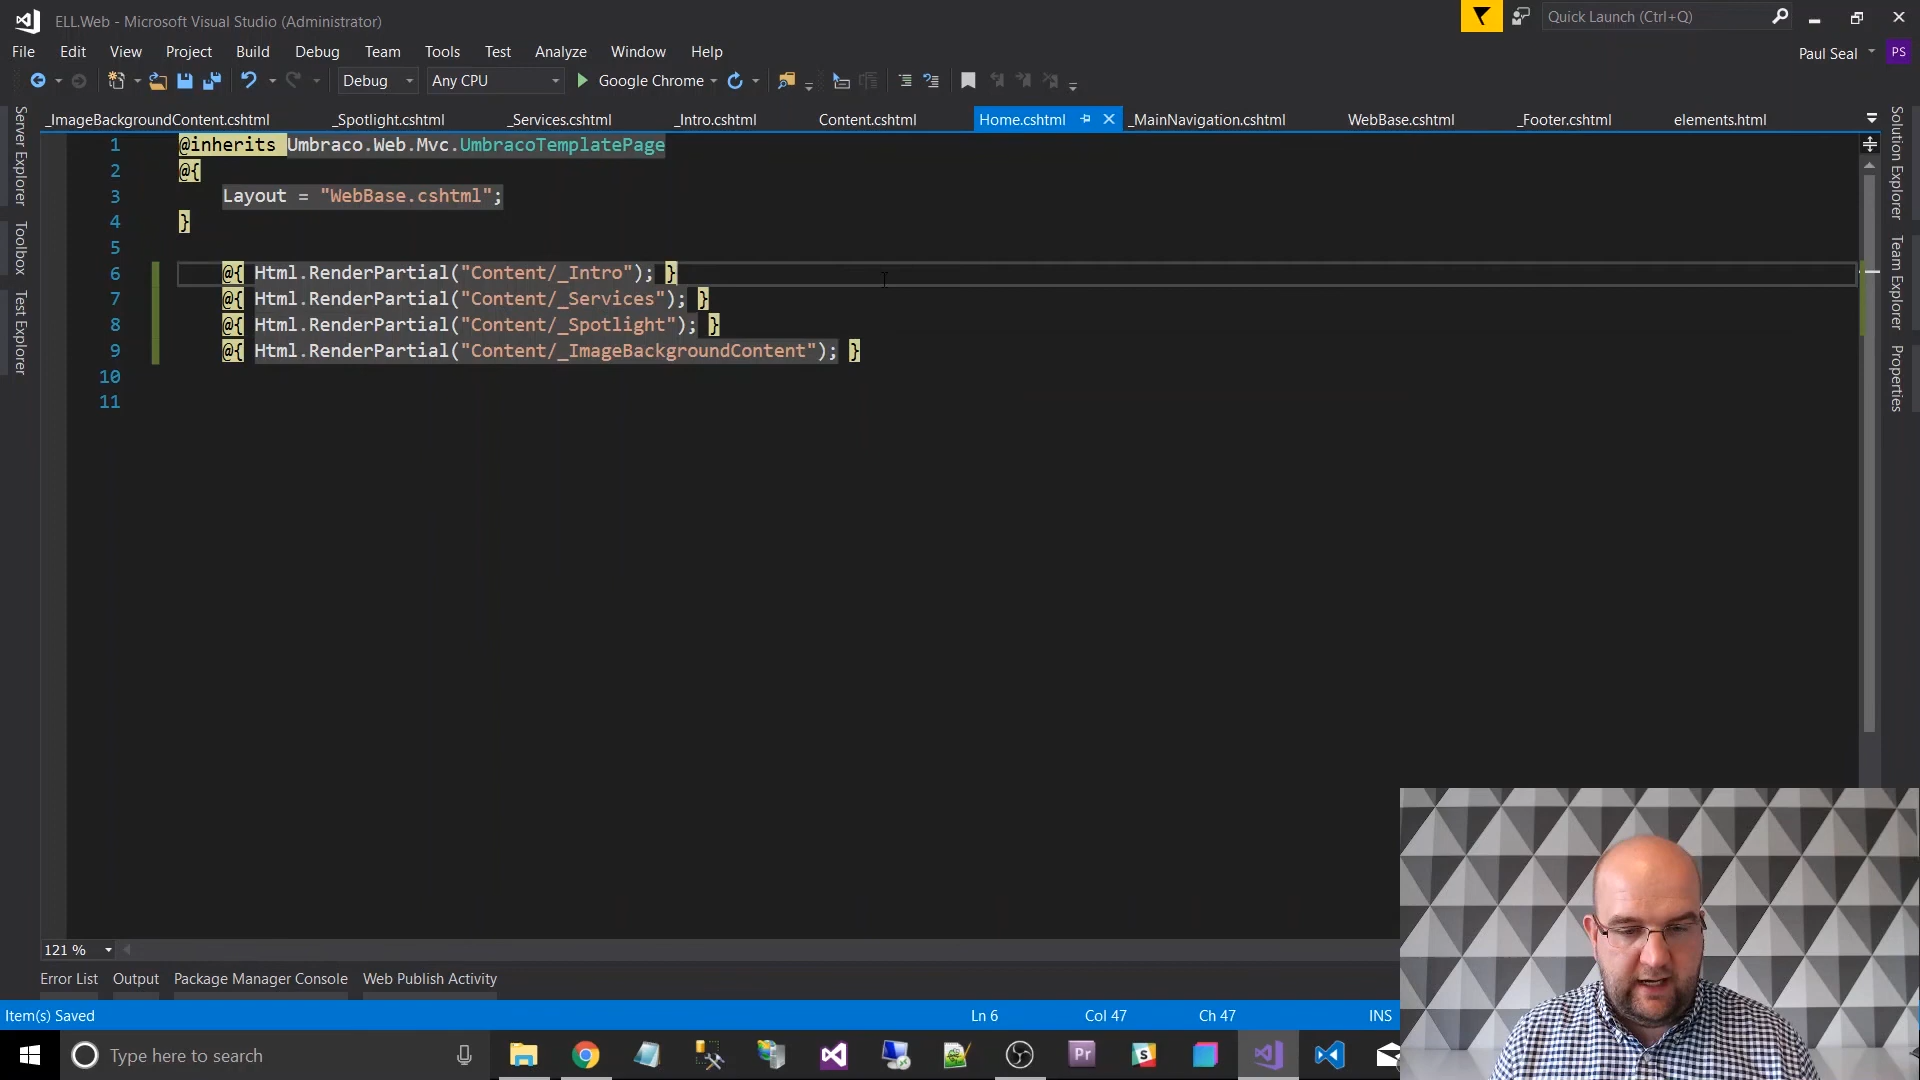 ELL.Web - Microsoft Visual Studio (Administrator)
Quick Launch (Ctrl+Q)
File Edit View Project Build Debug Team Tools Test Analyze Window Help
Paul Seal PS
Debug Any CPU Google Chrome
_ImageBackgroundContent.cshtml _Spotlight.cshtml _Services.cshtml _Intro.cshtml Content.cshtml Home.cshtml _MainNavigation.cshtml WebBase.cshtml _Footer.cshtml elements.html
Server Explorer
Toolbox
Test Explorer
1 @inherits Umbraco.Web.Mvc.UmbracoTemplatePage
2 @{
3 Layout = "WebBase.cshtml";
4 }
5
6 @{ Html.RenderPartial("Content/_Intro"); }
7 @{ Html.RenderPartial("Content/_Services"); }
8 @{ Html.RenderPartial("Content/_Spotlight"); }
9 @{ Html.RenderPartial("Content/_ImageBackgroundContent"); }
10
11
Solution Explorer
Team Explorer
Properties
121 %
Error List Output Package Manager Console Web Publish Activity
Item(s) Saved Ln 6 Col 47 Ch 47 INS
Type here to search
Pr
S